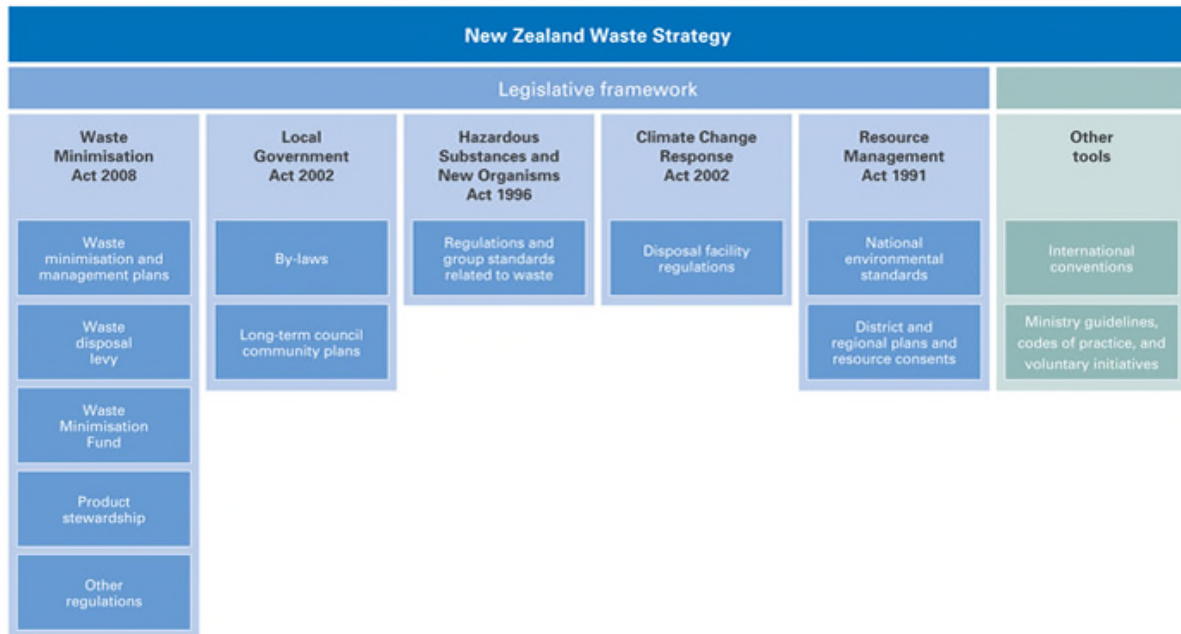 New Zealand Waste Strategy
Legislative framework
Waste
Minimisation
Act 2008
Waste
minimisation and
management plans
Waste
disposal
levy
Waste
Minimisation
Fund
Product
stewardship
Other
regulations
Local
Government
Act 2002
By-laws
Long-term council
community plans
Hazardous
Substances and
New Organisms
Act 1996
Regulations and
group standards
related to waste
Climate Change
Response
Act 2002
Disposal facility
regulations
Resource
Management
Act 1991
National
environmental
standards
District and
regional plans and
resource consents
Other
tools
International
conventions
Ministry guidelines,
codes of practice, and
voluntary initiatives